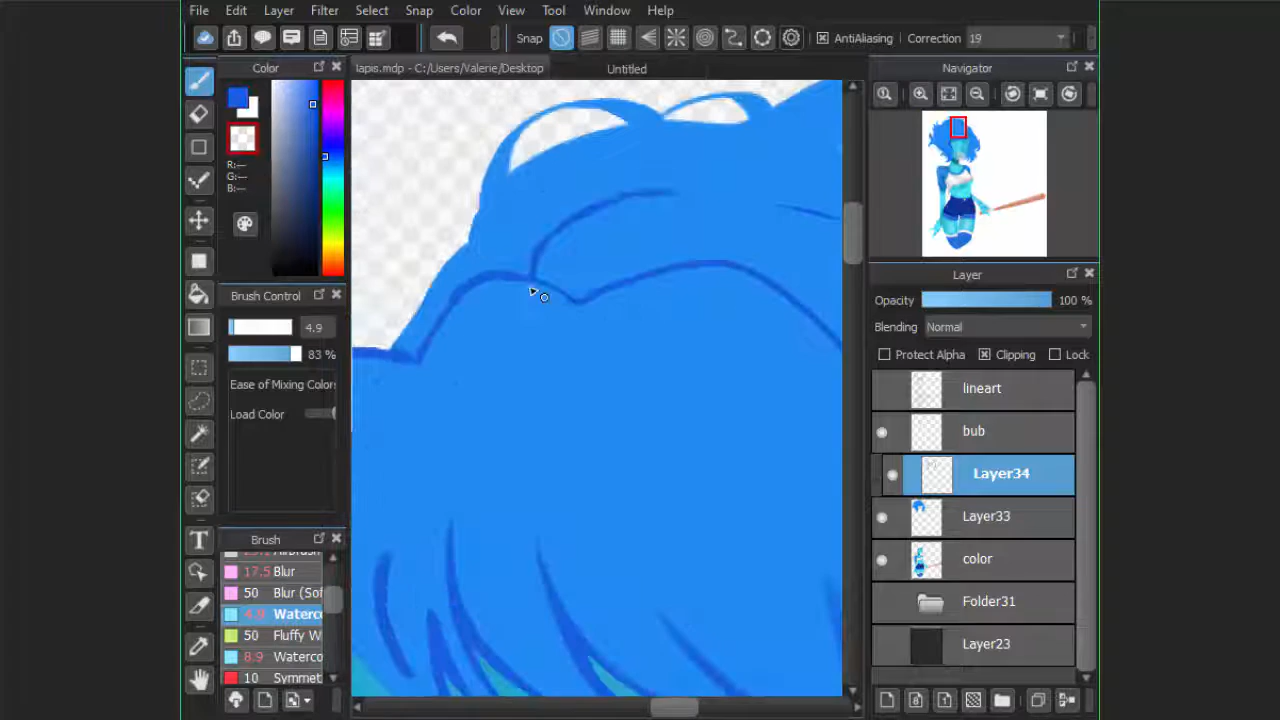 File Edit Layer Filter Select Snap Color View Tool Window Help
Snap AntiAliasing Correction 19
Color
lapis.mdp - C:/Users/Valerie/Desktop Untitled
Navigator
R:---
G:---
B:---
Layer
Brush Control
Opacity 100 %
4.9
Blending Normal
83 %
Protect Alpha Clipping Lock
Ease of Mixing Colors
lineart
Load Color
bub
Layer34
Layer33
Brush
color
17.5 Blur
50 Blur (Sof
Folder31
4.9 Waterco
50 Fluffy W
Layer23
8.9 Waterco
10 Symmet